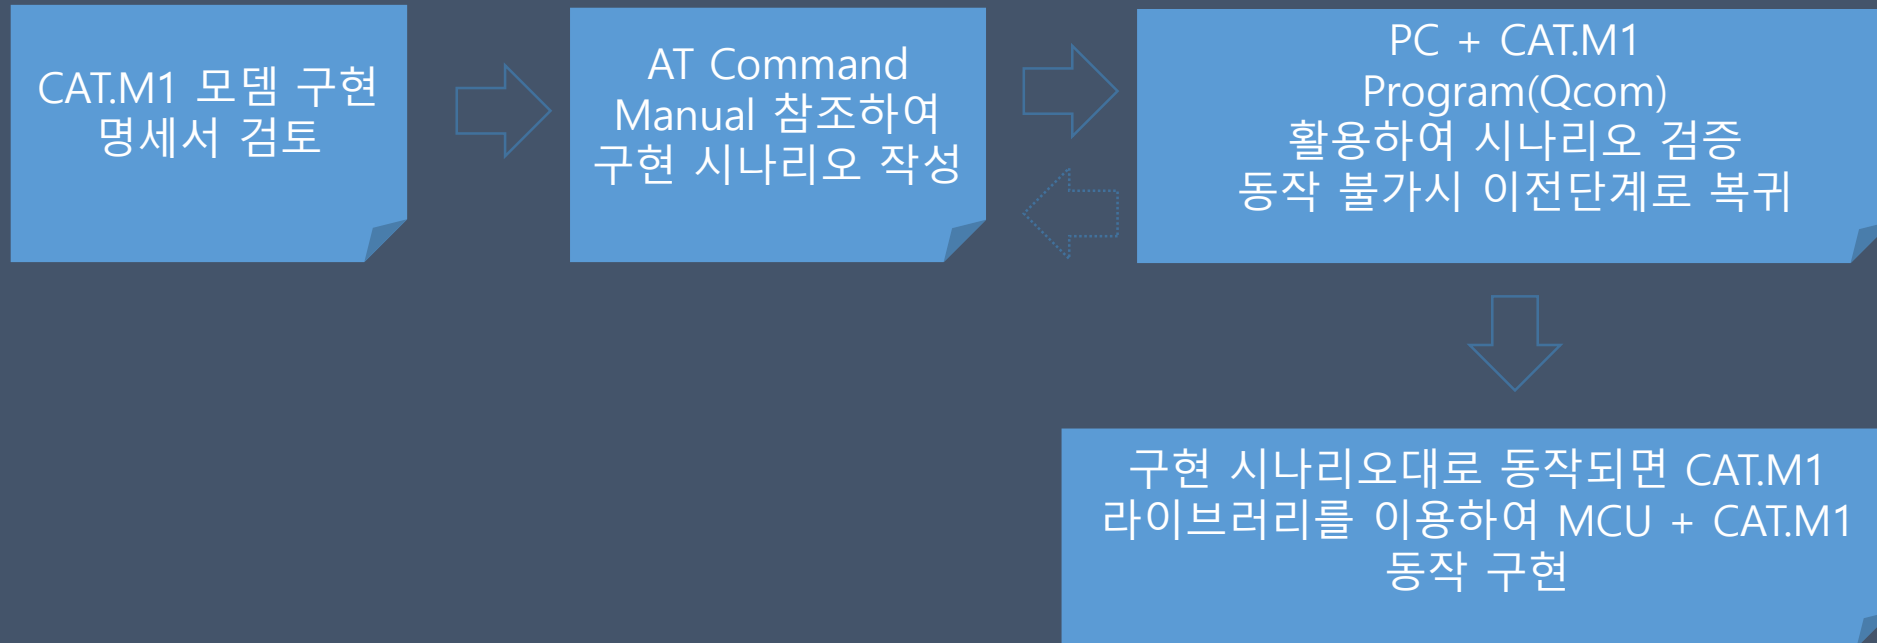 CAT.M1 모뎀 구현
명세서 검토
AT Command
Manual 참조하여
구현 시나리오 작성
PC + CAT.M1
Program(Qcom)
활용하여 시나리오 검증
동작 불가시 이전단계로 복귀
구현 시나리오대로 동작되면 CAT.M1
라이브러리를 이용하여 MCU + CAT.M1
동작 구현